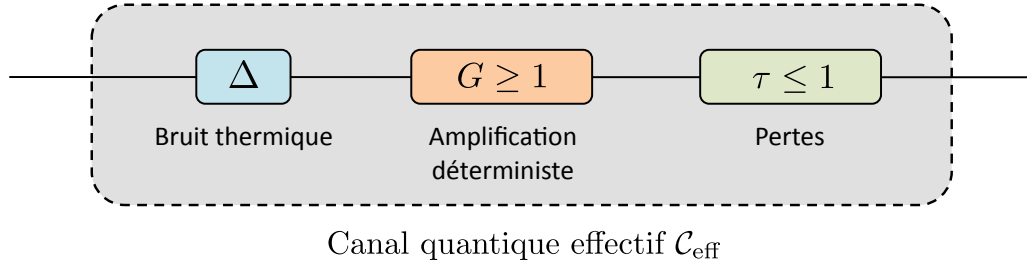 Δ
G ≥ 1
τ ≤ 1
Bruit thermique
Amplification
déterministe
Pertes
Canal quantique effectif 𝒞eff